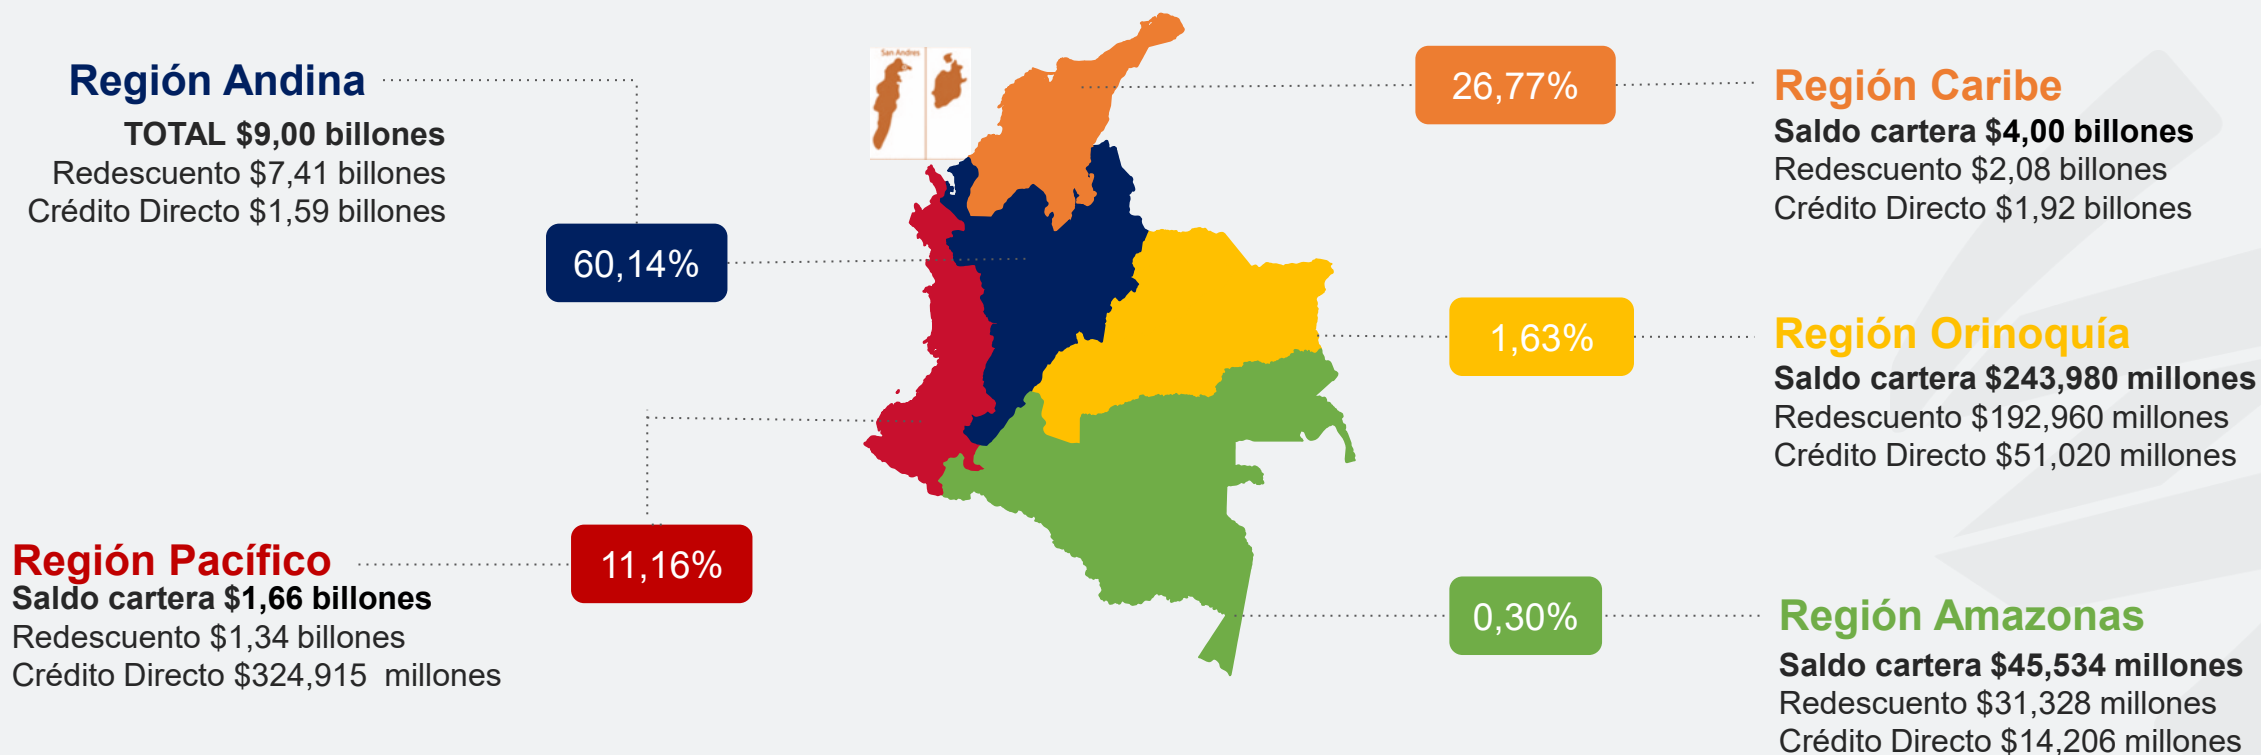 San Andres
Región Andina
TOTAL $9,00 billones
Redescuento $7,41 billones
Crédito Directo $1,59 billones
60,14%
26,77%
Región Caribe
Saldo cartera $4,00 billones
Redescuento $2,08 billones
Crédito Directo $1,92 billones
1,63%
Región Orinoquía
Saldo cartera $243,980 millones
Redescuento $192,960 millones
Crédito Directo $51,020 millones
Región Pacífico
Saldo cartera $1,66 billones
Redescuento $1,34 billones
Crédito Directo $324,915 millones
11,16%
0,30%
Región Amazonas
Saldo cartera $45,534 millones
Redescuento $31,328 millones
Crédito Directo $14,206 millones